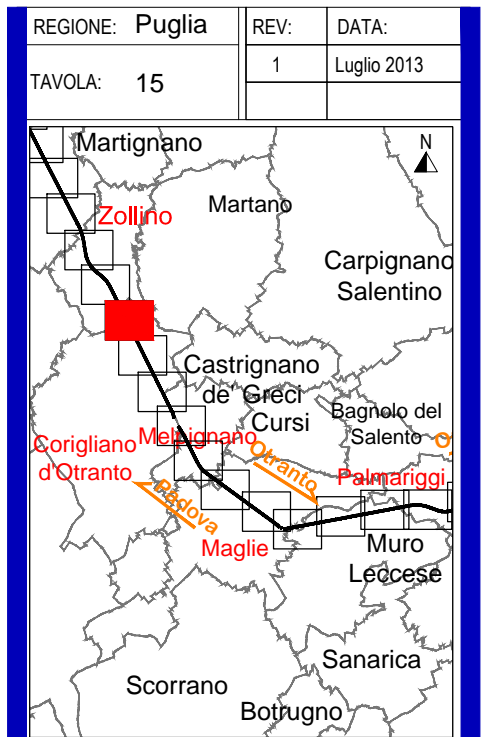 REGIONE: Puglia
REV:
DATA:
TAVOLA: 15
1
Luglio 2013
N
Martignano
Zollino
Martano
Carpignano
Salentino
Castrignano
de' Greci
Cursi
Bagnolo del
Salento
O
Melpignano
Corigliano
d'Otranto
Otranto
Palmariggi
Padova
Maglie
Muro
Leccese
Sanarica
Scorrano
Botrugno